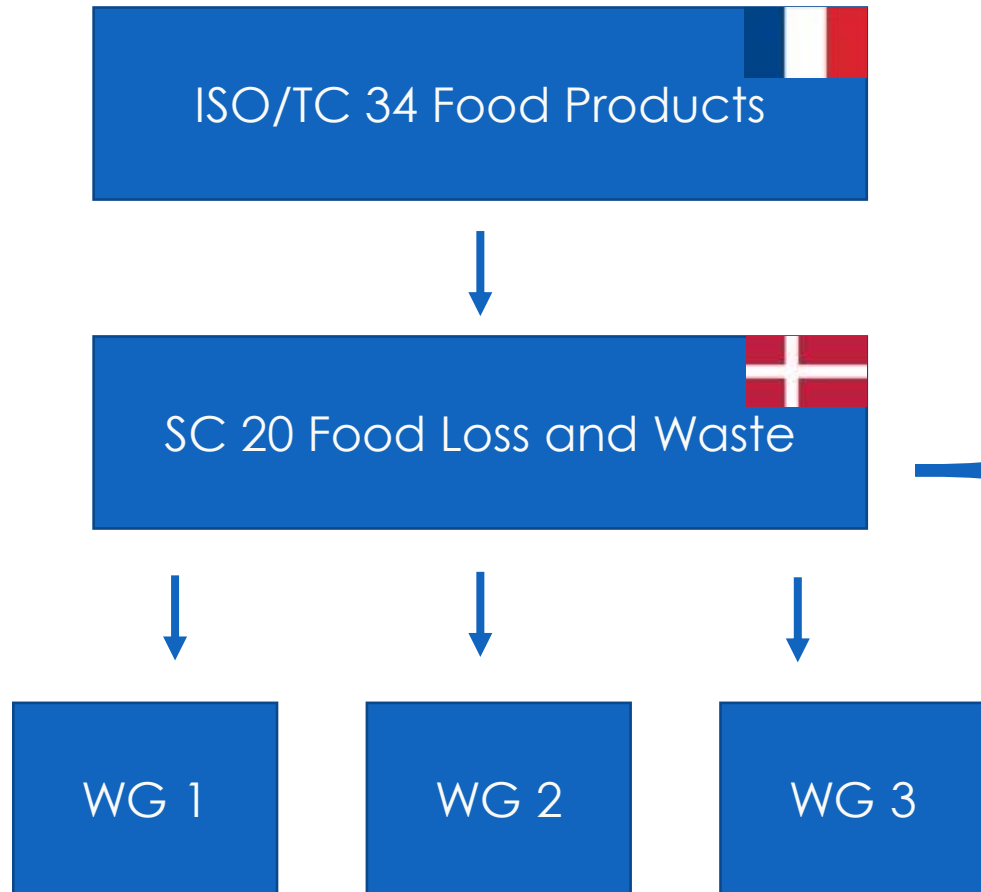 ISO/TC 34 Food Products
SC 20 Food Loss and Waste
WG 1
WG 2
WG 3